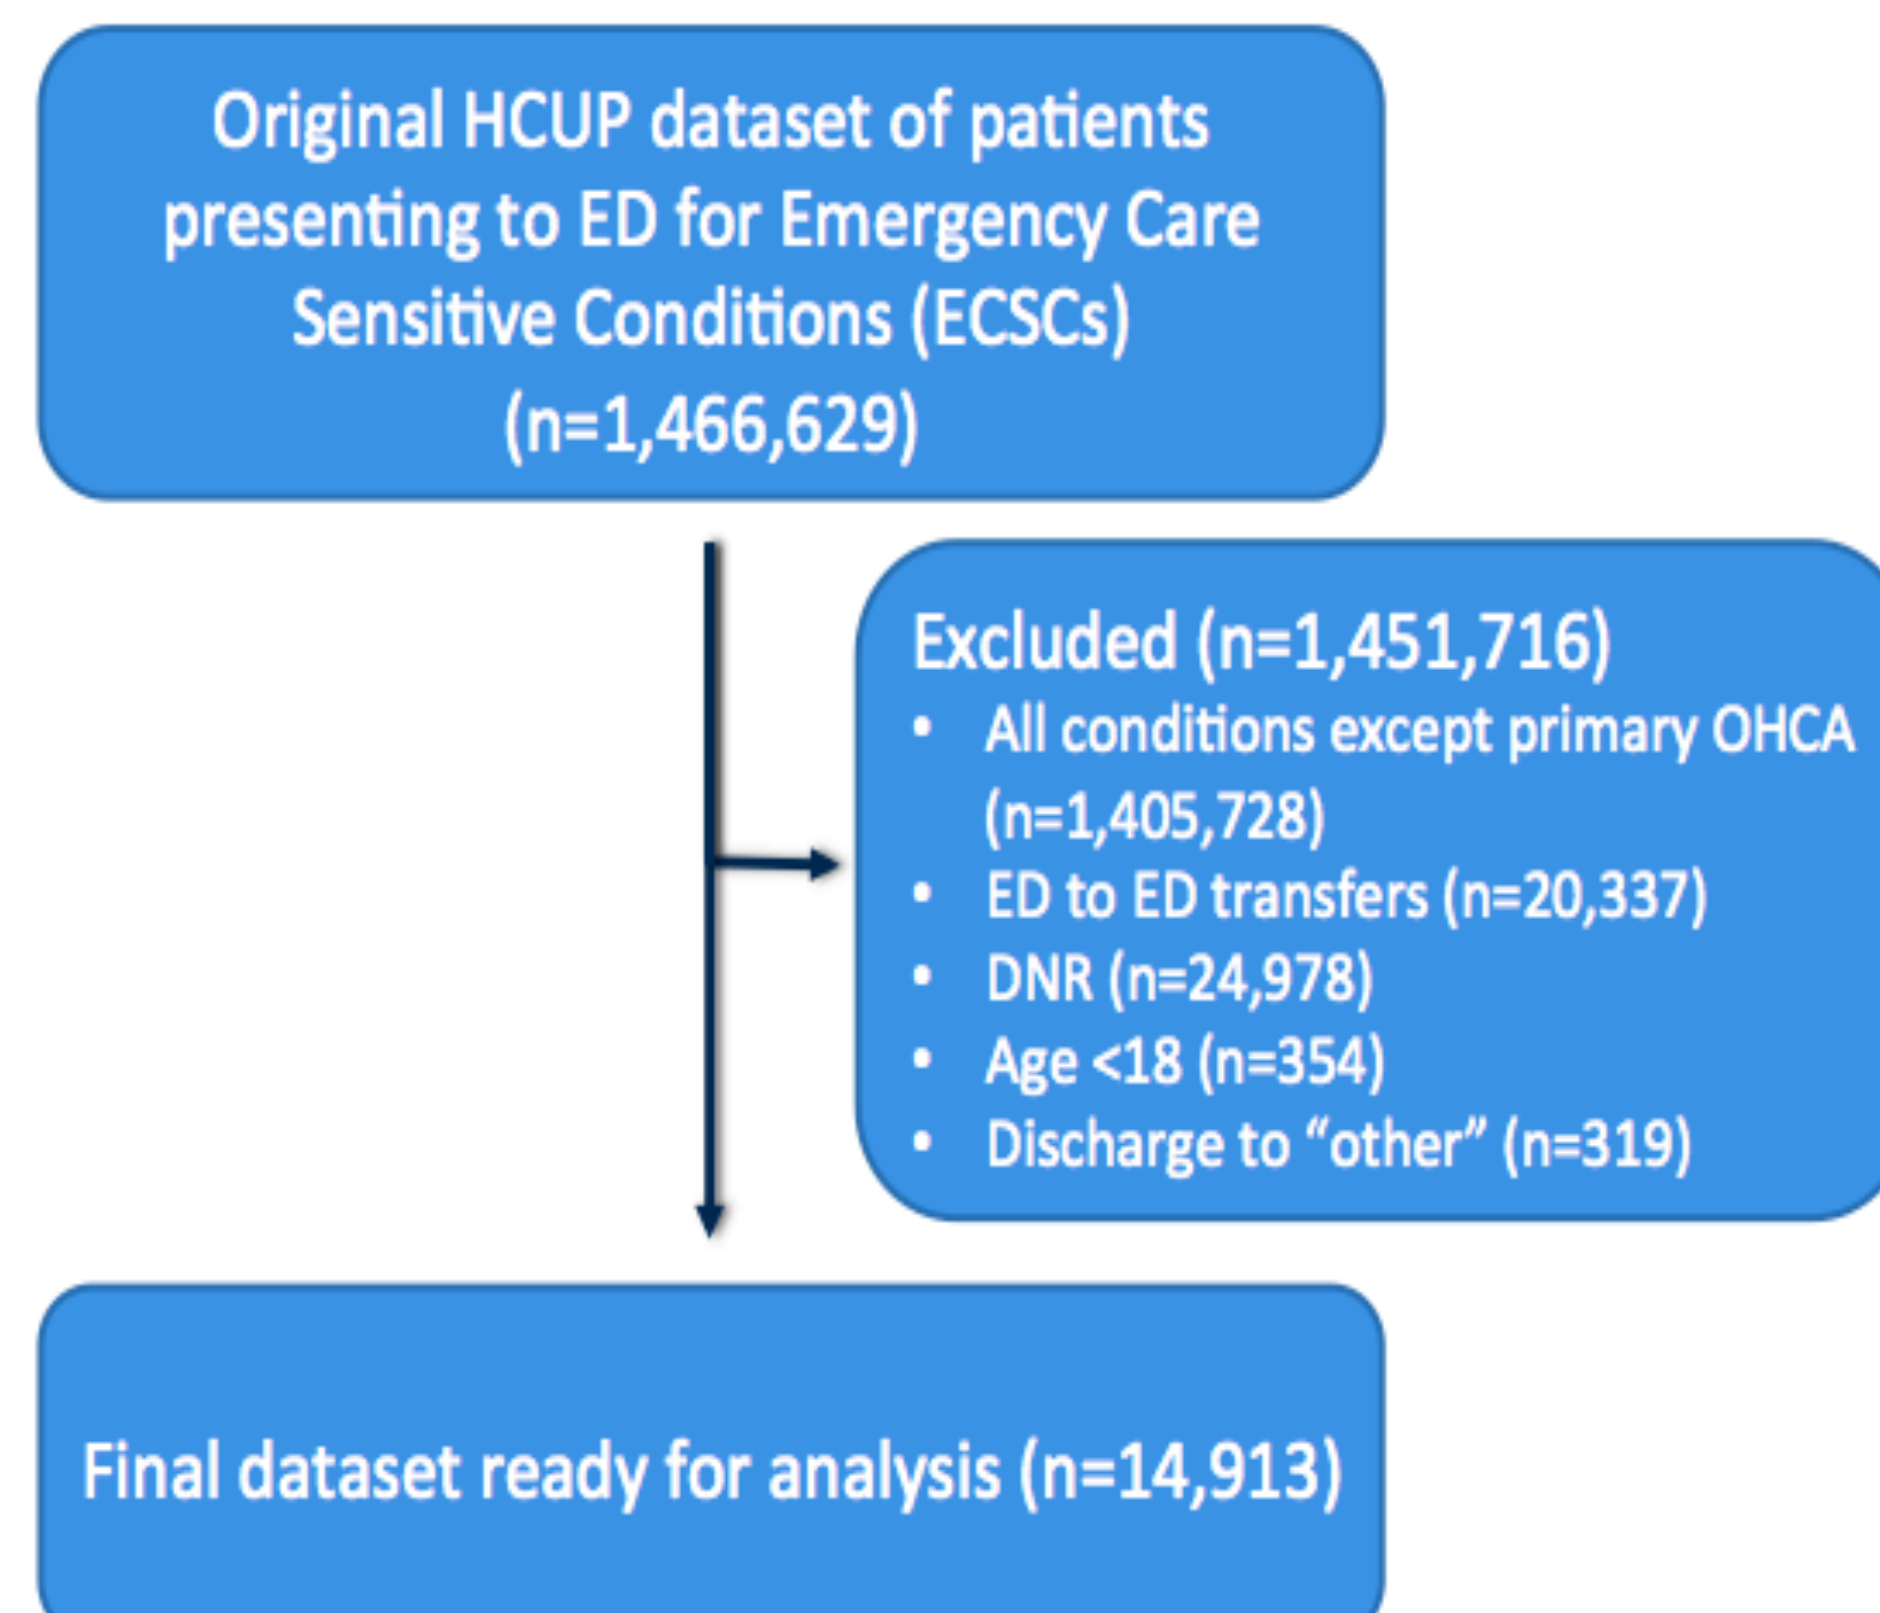 Original HCUP dataset of patients
presenting to ED for Emergency Care
Sensitive Conditions (ECSCs)
(n=1,466,629)
Excluded (n=1,451,716)
• All conditions except primary OHCA
(n=1,405,728)
• ED to ED transfers (n=20,337)
• DNR (n=24,978)
• Age <18 (n=354)
• Discharge to “other” (n=319)
Final dataset ready for analysis (n=14,913)